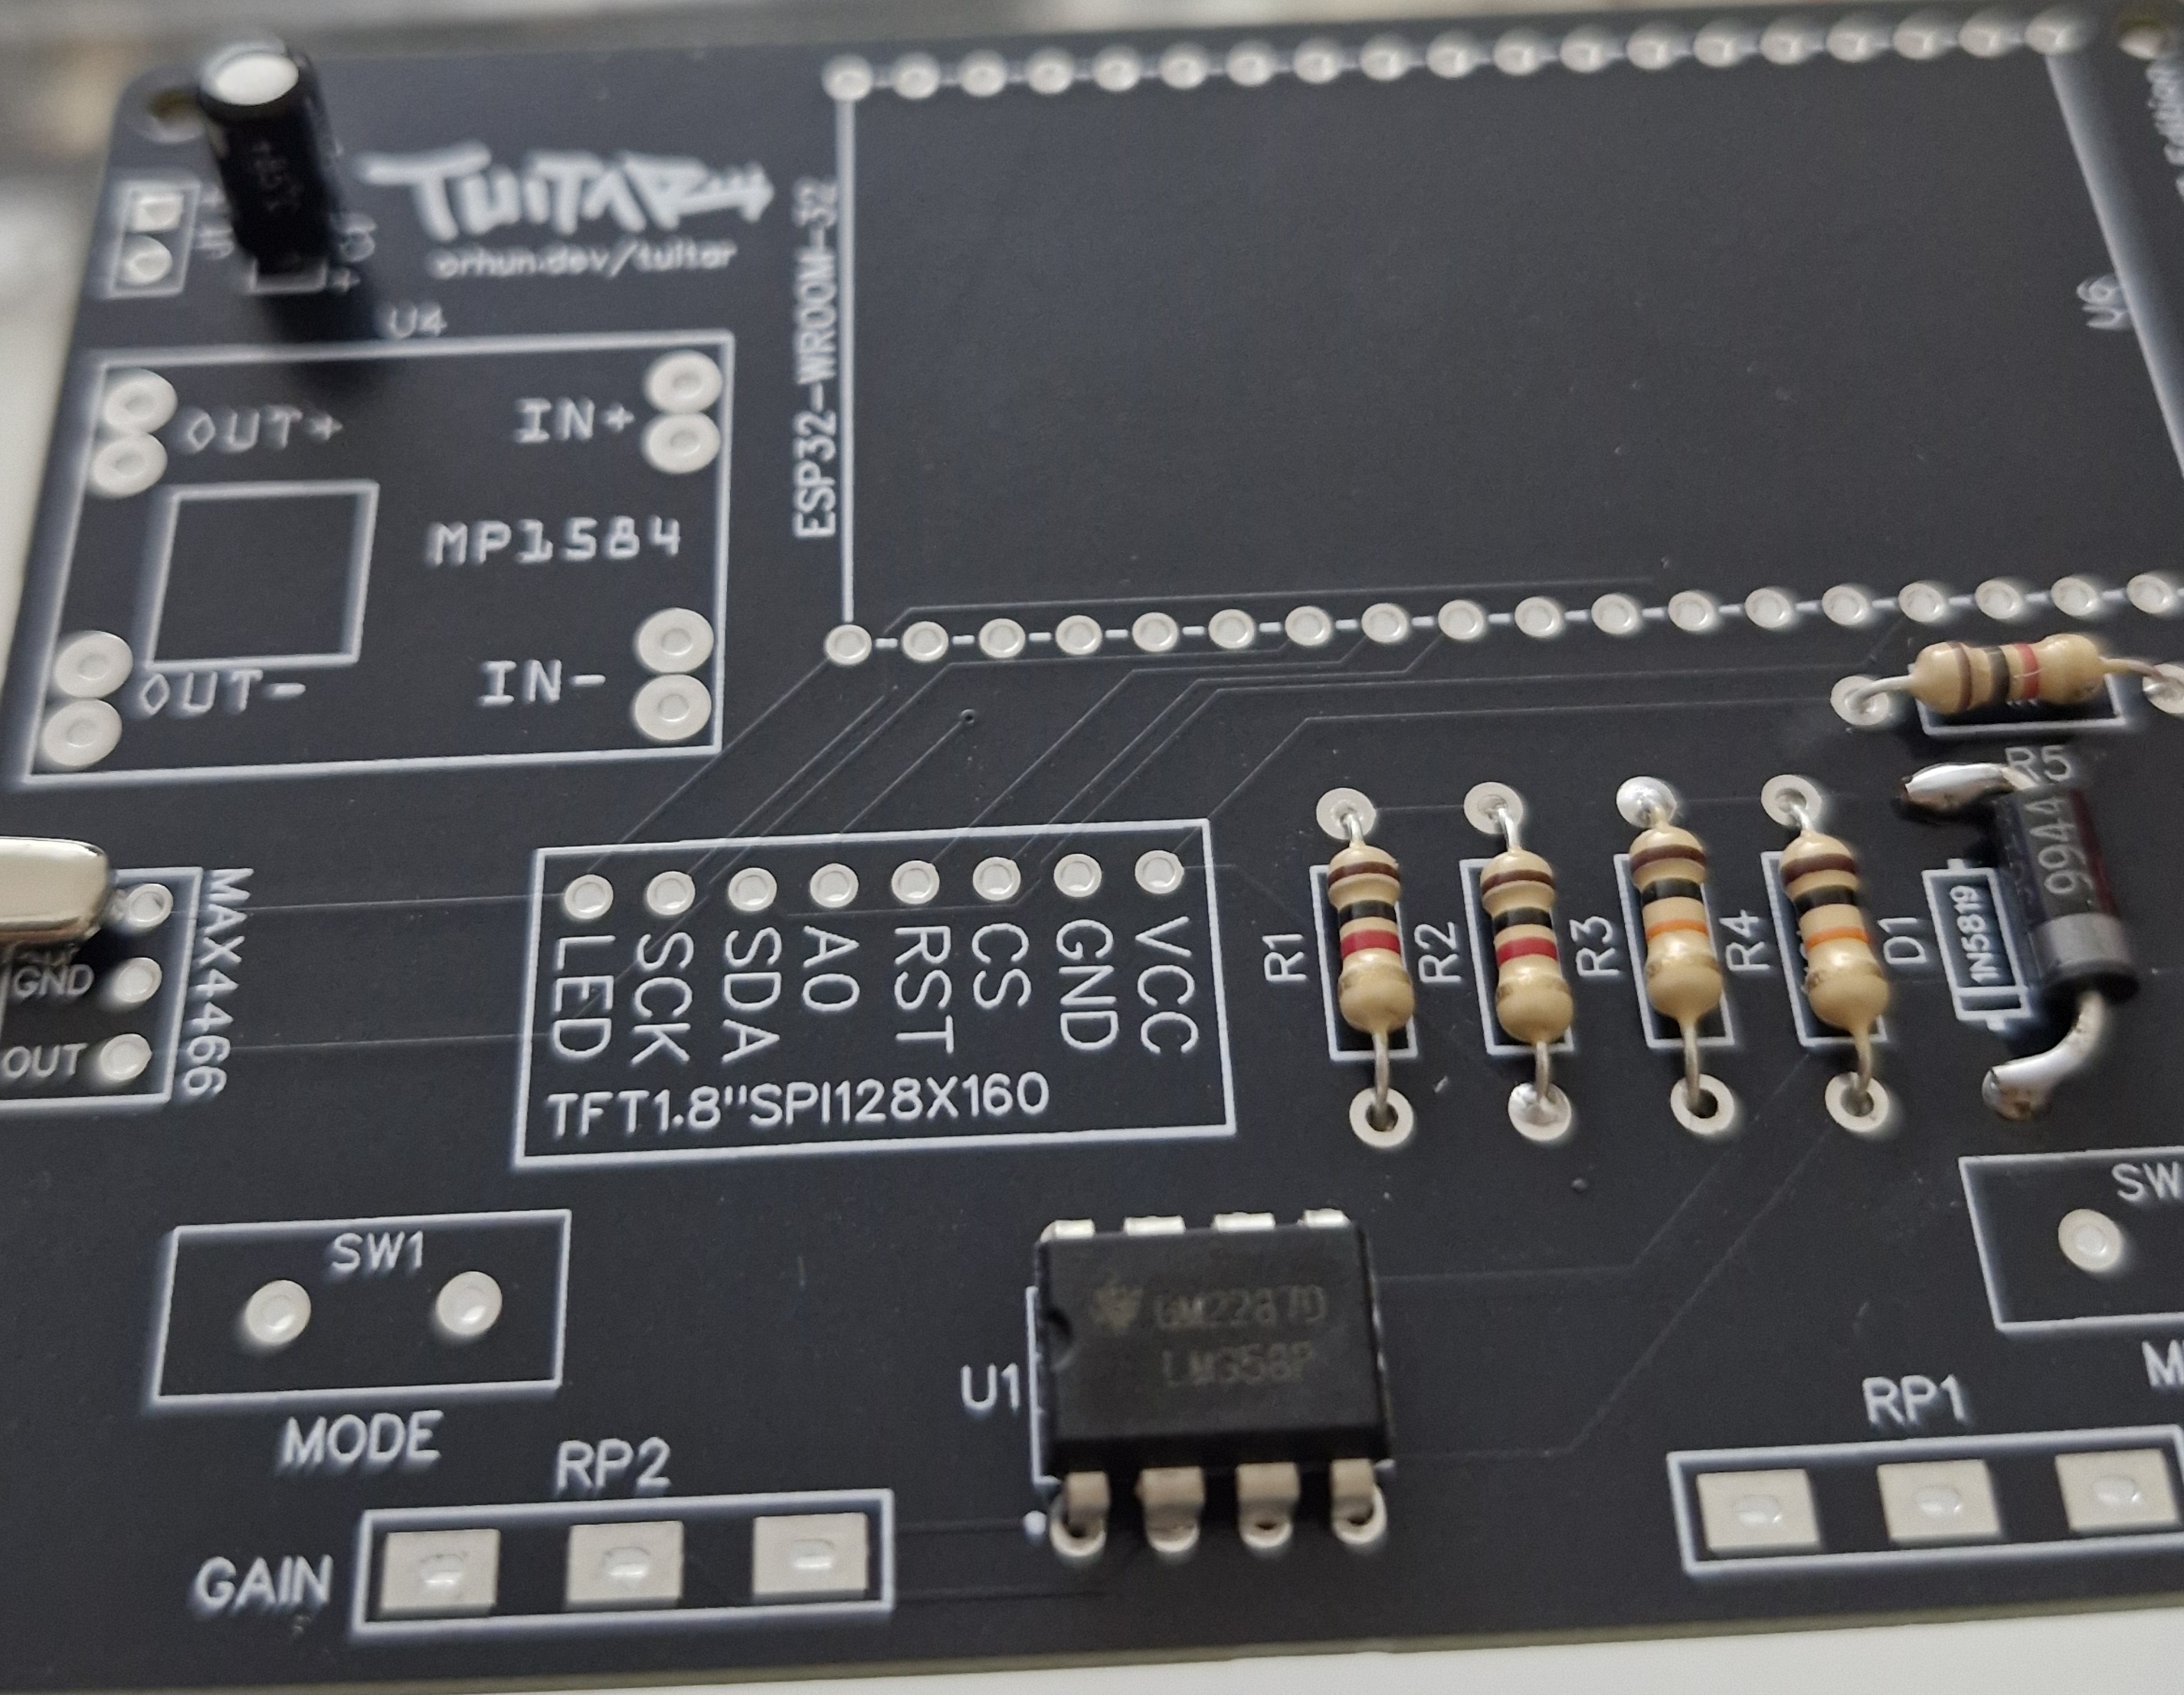 TUITAR
orhun.dev/tuitar
U4
OUT+
IN+
MP1584
OUT-
IN-
ESP32-WROOM-32
U6
R5
MAX4466
GND
OUT
LED
SCK
SDA
A0
RST
CS
GND
VCC
TFT1.8"SPI128X160
R1
R2
R3
R4
D1
1N5819
9944
SW1
MODE
RP2
GAIN
U1
LM358P
SW
RP1